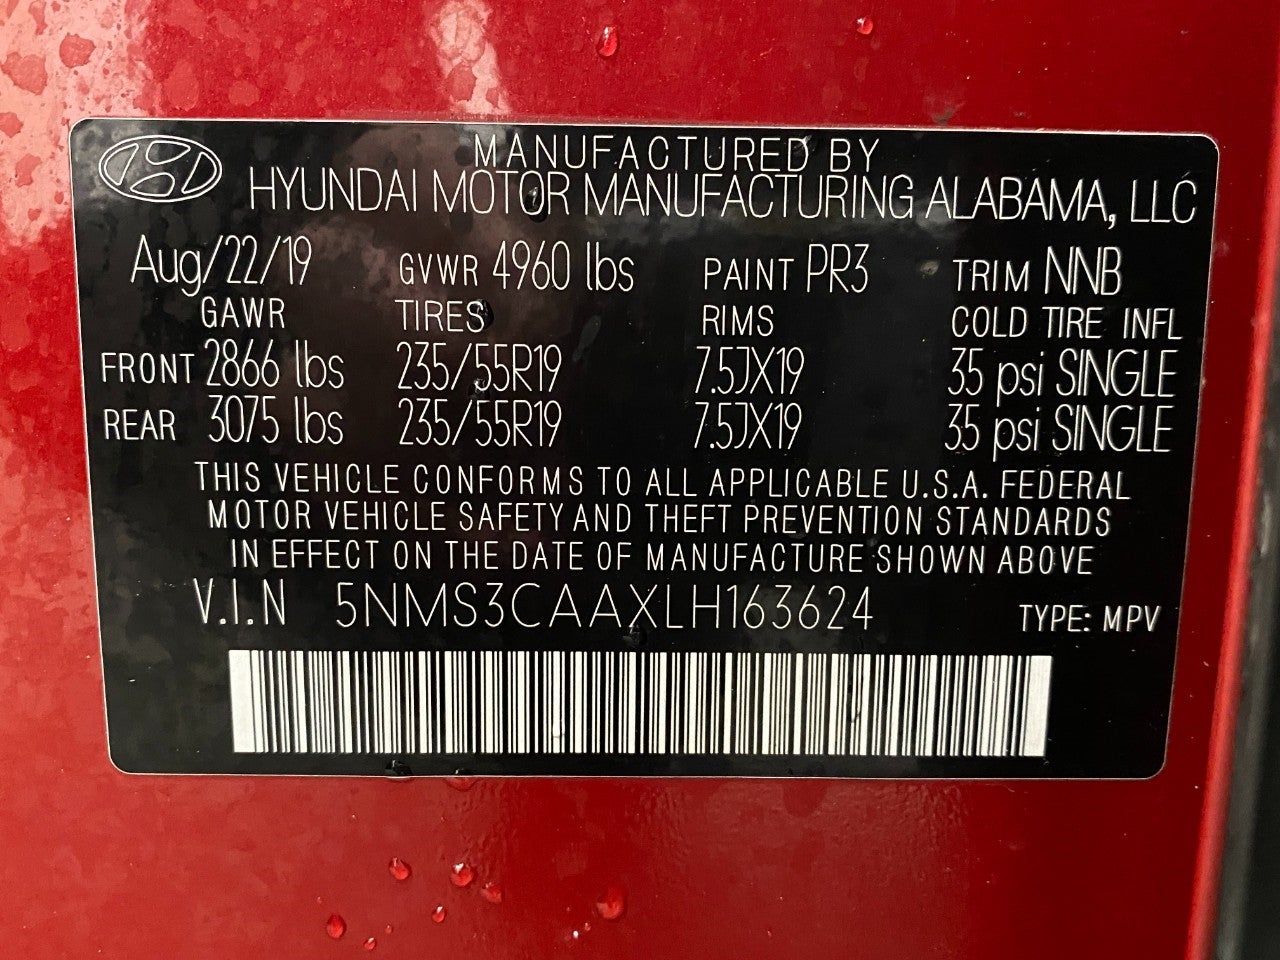 MANUFACTURED BY
HYUNDAI MOTOR MANUFACTURING ALABAMA, LLC
Aug/22/19 GVWR 4960 lbs PAINT PR3 TRIM NNB
GAWR TIRES RIMS COLD TIRE INFL
FRONT 2866 lbs 235/55R19 7.5JX19 35 psi SINGLE
REAR 3075 lbs 235/55R19 7.5JX19 35 psi SINGLE
THIS VEHICLE CONFORMS TO ALL APPLICABLE U.S.A. FEDERAL
MOTOR VEHICLE SAFETY AND THEFT PREVENTION STANDARDS
IN EFFECT ON THE DATE OF MANUFACTURE SHOWN ABOVE
V.I.N 5NMS3CAAXLH163624 TYPE: MPV